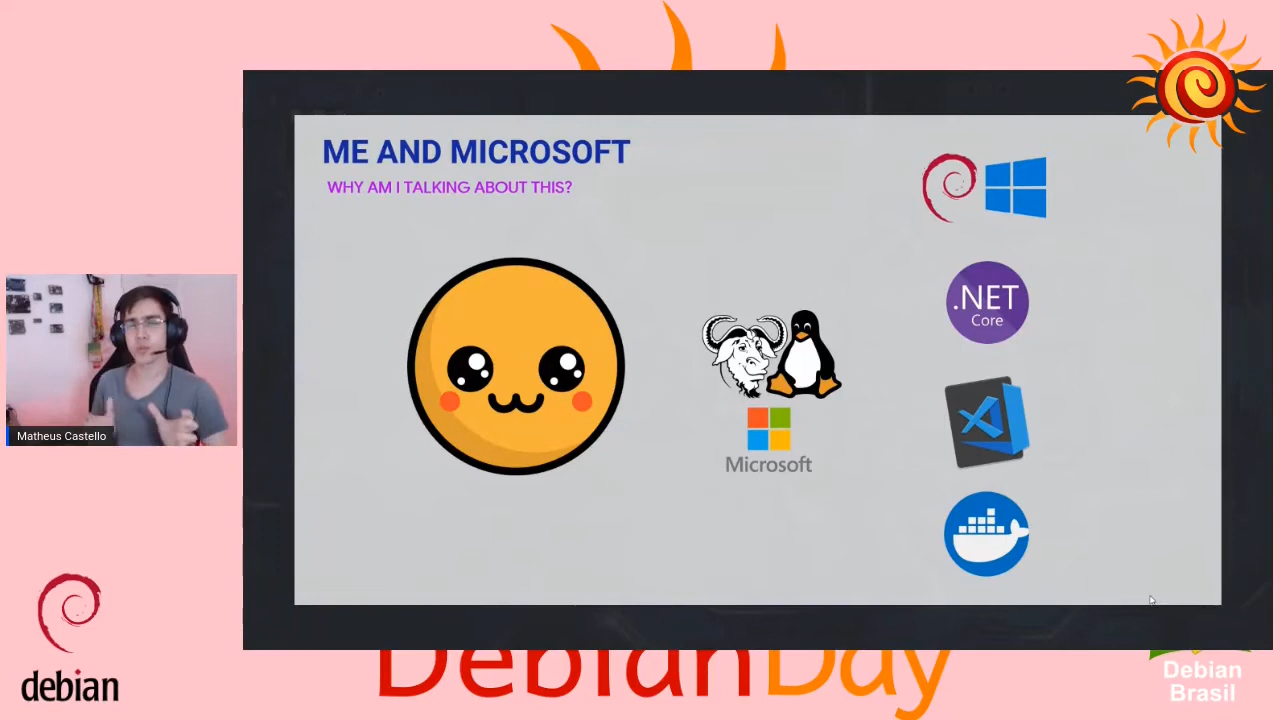 ME AND MICROSOFT
WHY AM I TALKING ABOUT THIS?
.NET
Core
Microsoft
Matheus Castello
debian
DebianDay
Debian
Brasil